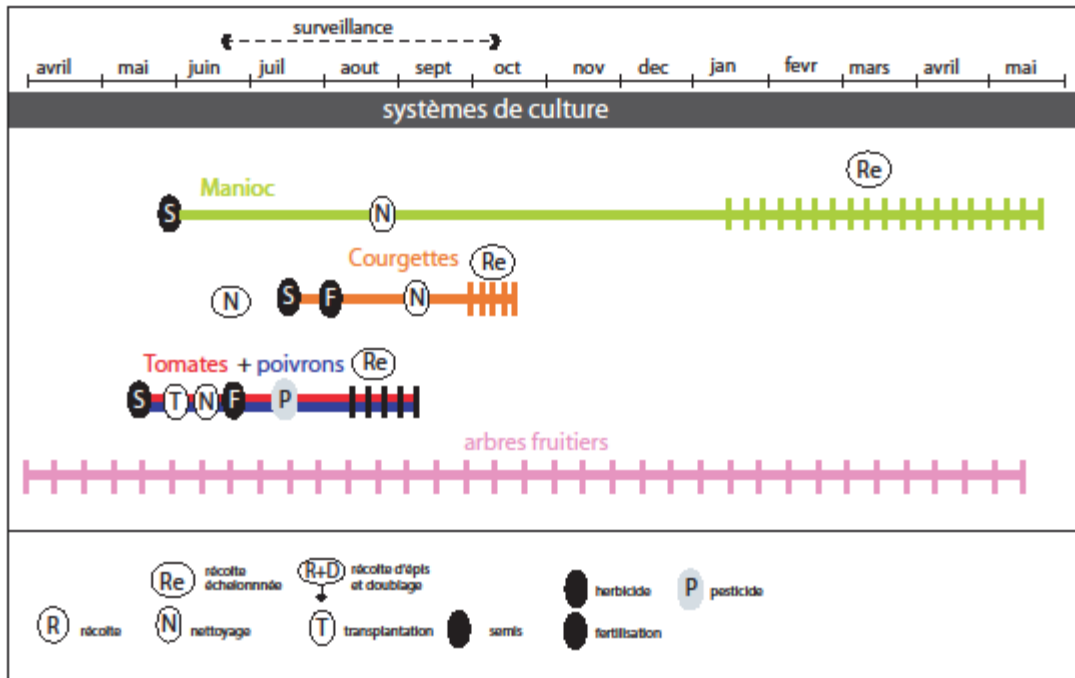 surveillance
avril mai juin juil aout sept oct nov dec jan fevr mars avril mai
systèmes de culture
Re
Manioc
S N
Courgettes Re
N S F N
Tomates + poivrons Re
S T N F P
arbres fruitiers
Re récolte échelonnnée
R+D récolte d'épis et doublage
herbicide
P pesticide
R récolte
N nettoyage
T transplantation
semis
fertilisation